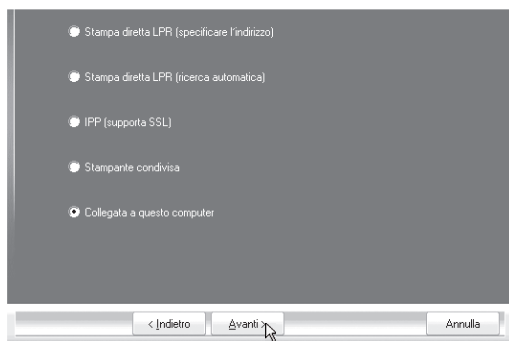 Stampa diretta LPR (specificare l'indirizzo)
Stampa diretta LPR (ricerca automatica)
IPP (supporta SSL)
Stampante condivisa
Collegata a questo computer
< Indietro Avanti > Annulla